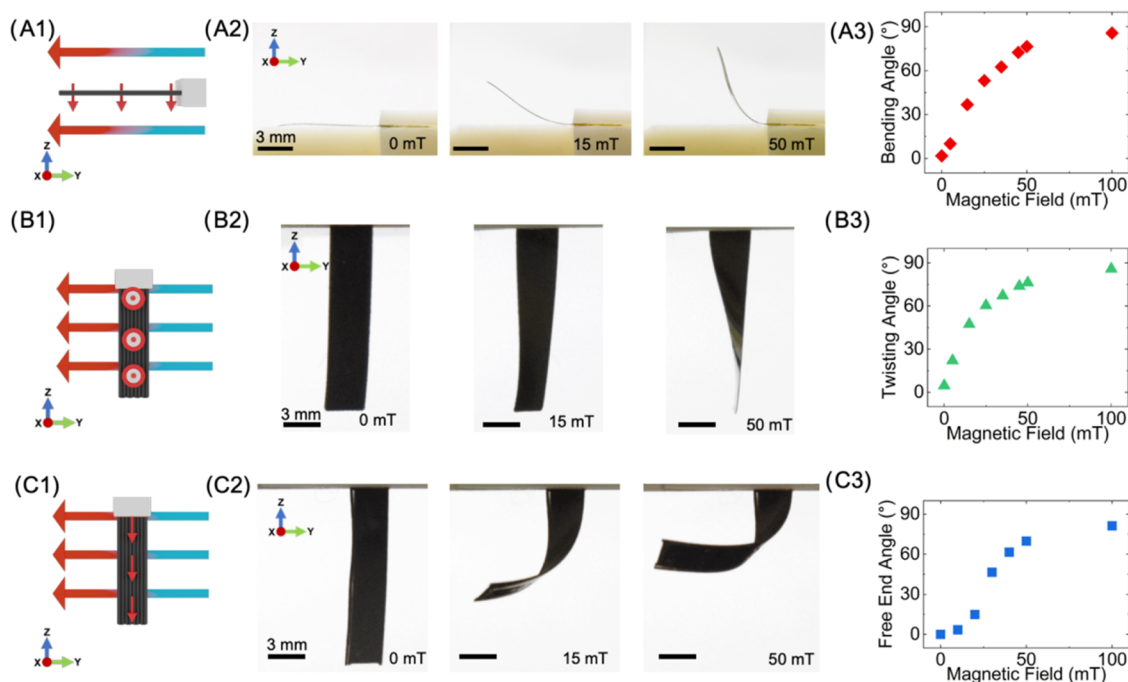 (A1)
(A2)
(A3)
Z
X Y
3 mm
0 mT
15 mT
50 mT
Z
X Y
90
60
30
0
Bending Angle (°)
0 50 100
Magnetic Field (mT)
(B1)
(B2)
(B3)
Z
X Y
3 mm
0 mT
15 mT
50 mT
Z
X Y
90
60
30
0
Twisting Angle (°)
0 50 100
Magnetic Field (mT)
(C1)
(C2)
(C3)
Z
X Y
3 mm
0 mT
15 mT
50 mT
Z
X Y
90
60
30
0
Free End Angle (°)
0 50 100
Magnetic Field (mT)